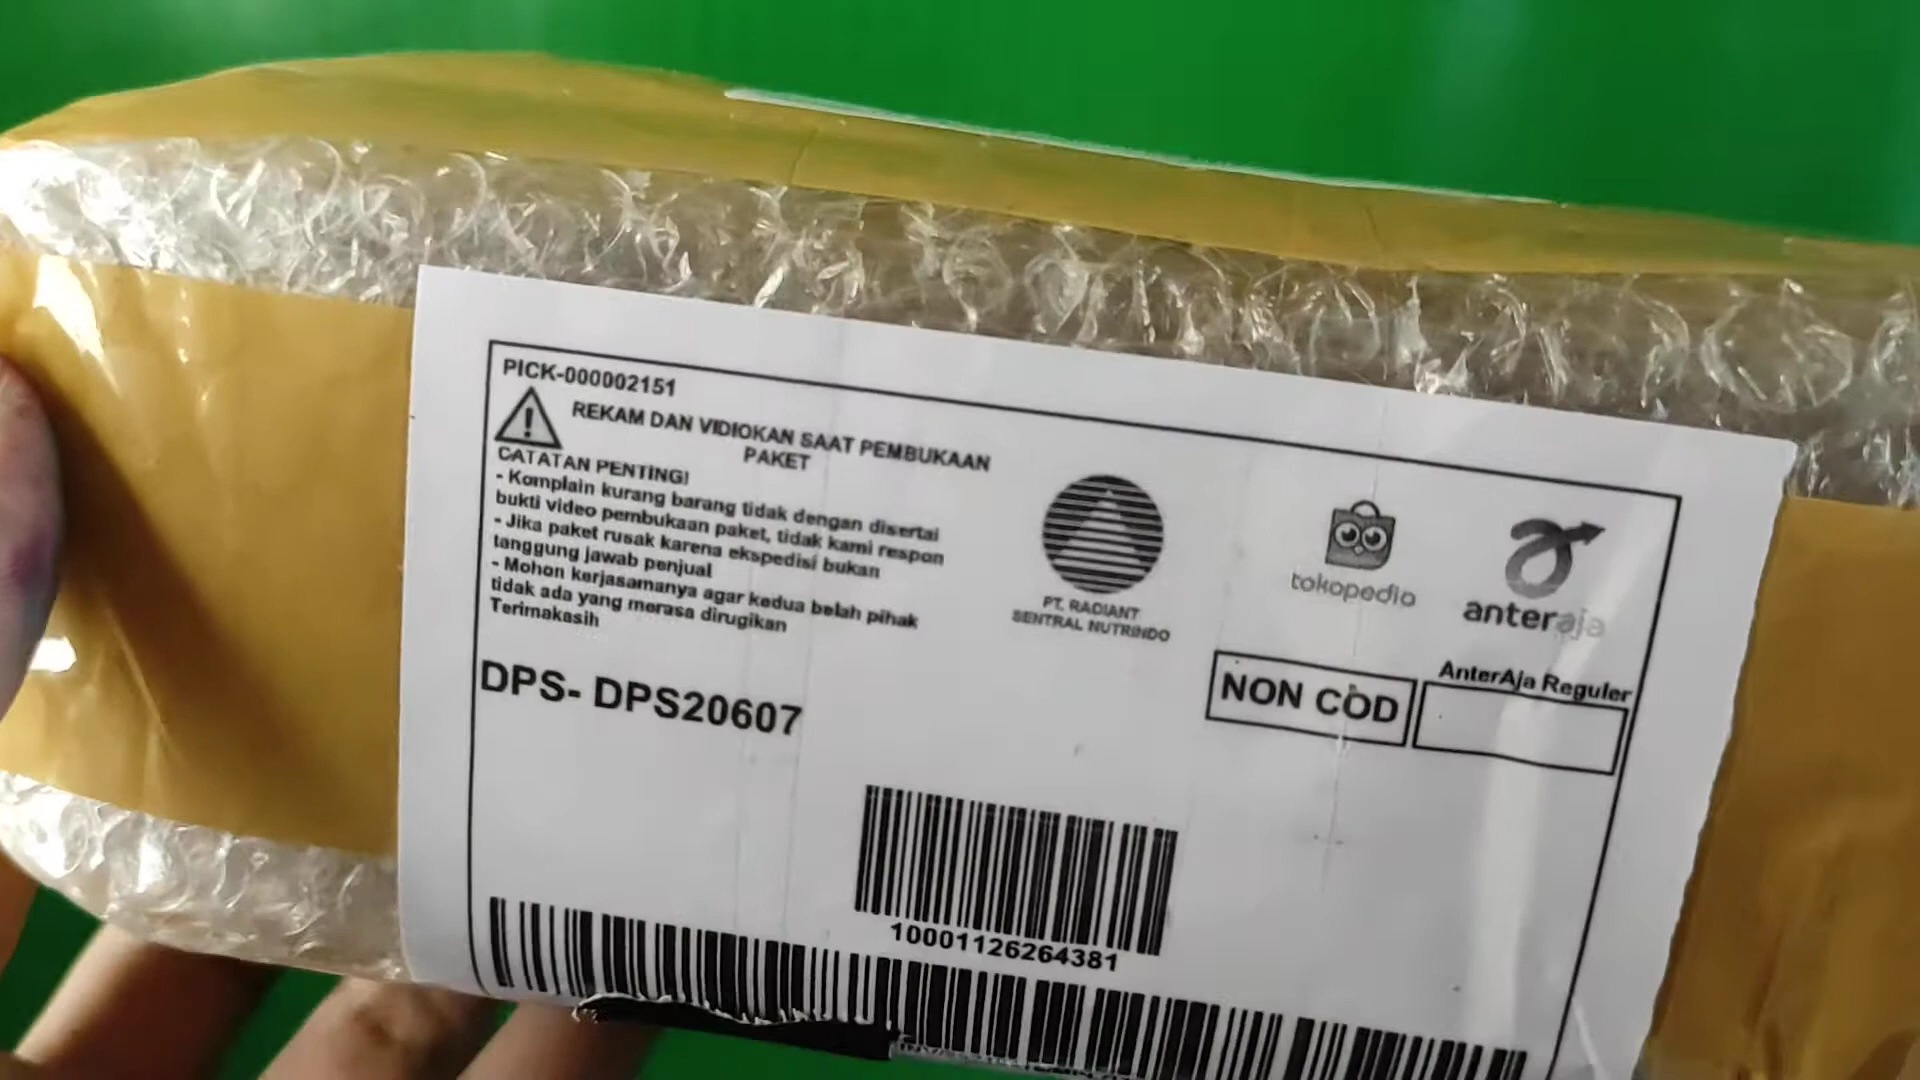 PICK-000002151
REKAM DAN VIDIOKAN SAAT PEMBUKAAN
PAKET
CATATAN PENTING!
- Komplain kurang barang tidak dengan disertai
bukti video pembukaan paket, tidak kami respon
- Jika paket rusak karena ekspedisi bukan
tanggung jawab penjual
- Mohon kerjasamanya agar kedua belah pihak
tidak ada yang merasa dirugikan
Terimakasih
PT. RADIANT
SENTRAL NUTRINDO
tokopedia
anteraja
DPS- DPS20607
NON COD
AnterAja Reguler
10001126264381